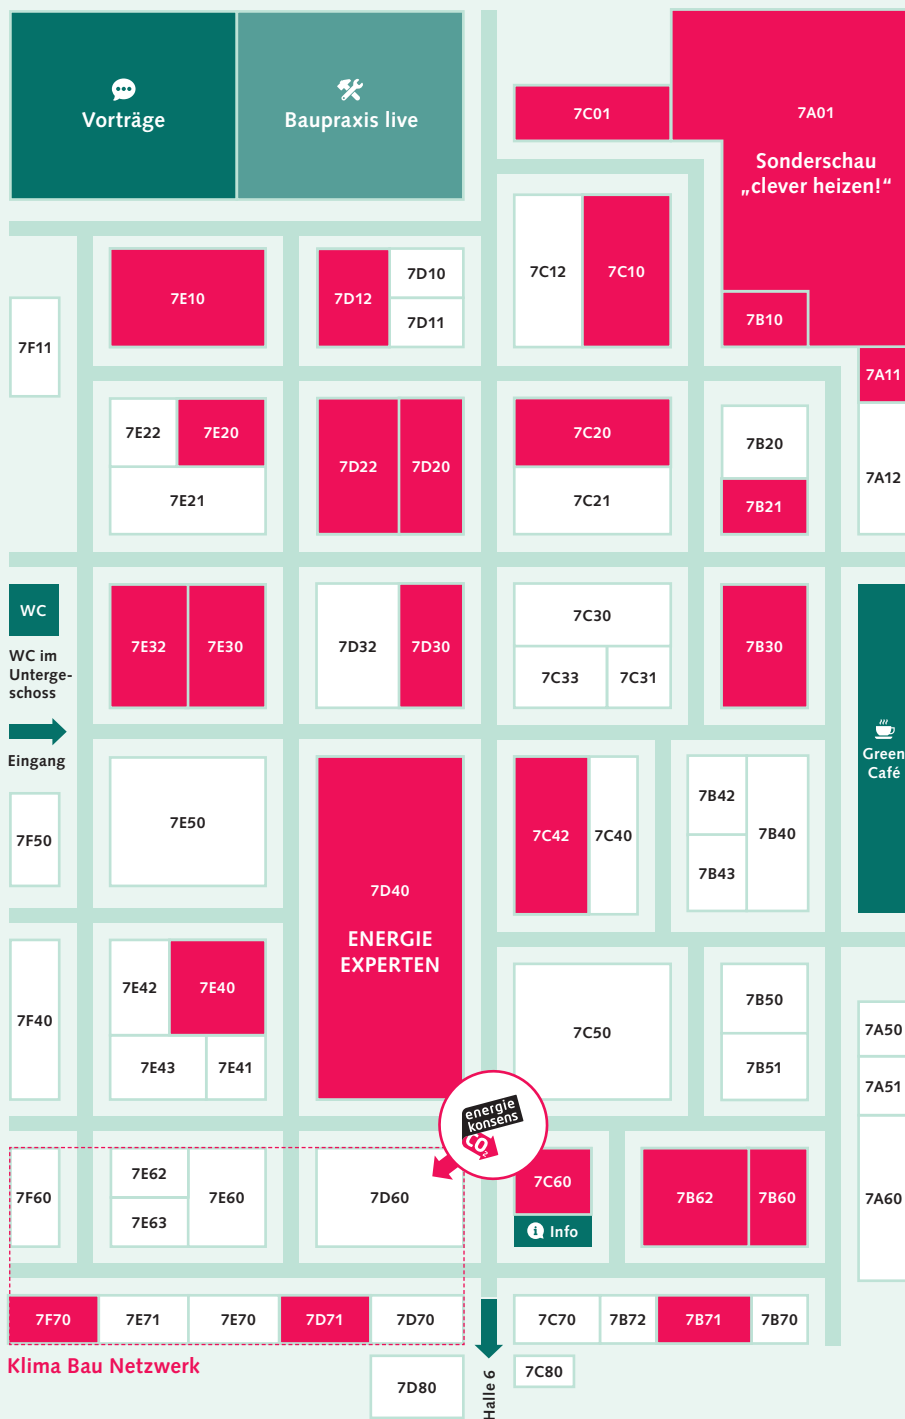 Vorträge
Baupraxis live
7C01
7A01
Sonderschau
„clever heizen!“
7E10
7D12
7D10
7D11
7C12
7C10
7B10
7F11
7A11
7E22
7E20
7E21
7D22
7D20
7C20
7C21
7B20
7B21
7A12
WC
WC im
Unterge-
schoss
Eingang
7E32
7E30
7D32
7D30
7C30
7C33
7C31
7B30
Green
Café
7F50
7E50
7D40
ENERGIE
EXPERTEN
7C42
7C40
7B42
7B43
7B40
7F40
7E42
7E40
7E43
7E41
7C50
7B50
7B51
7A50
7A51
energie
konsens
CO2
7F60
7E62
7E63
7E60
7D60
7C60
Info
7B62
7B60
7A60
7F70
7E71
7E70
7D71
7D70
7C70
7B72
7B71
7B70
Klima Bau Netzwerk
7D80
Halle 6
7C80